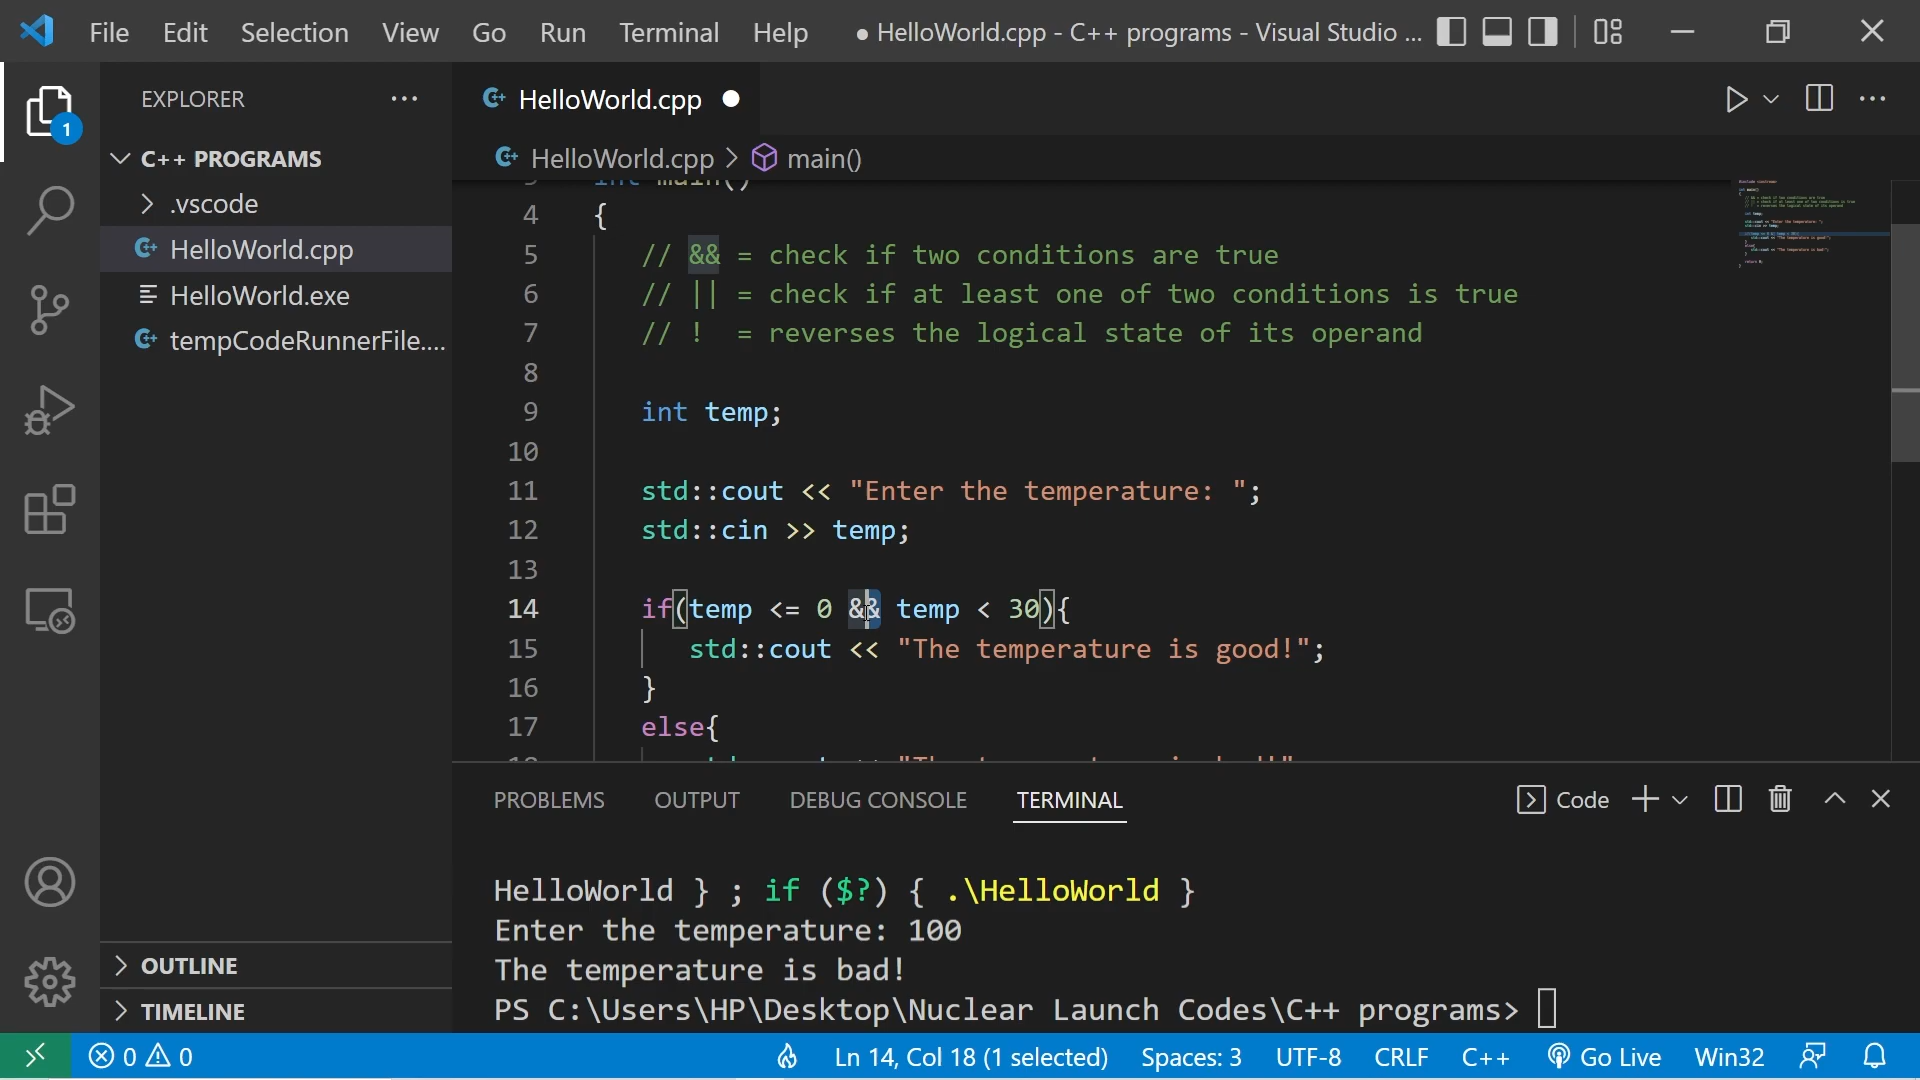 File Edit Selection View Go Run Terminal Help ● HelloWorld.cpp - C++ programs - Visual Studio ...
1
EXPLORER ...
C++ PROGRAMS
.vscode
HelloWorld.cpp
HelloWorld.exe
tempCodeRunnerFile....
OUTLINE
TIMELINE
HelloWorld.cpp ●
HelloWorld.cpp > main()
3 int main()
4 {
5 // && = check if two conditions are true
6 // || = check if at least one of two conditions is true
7 // ! = reverses the logical state of its operand
8
9 int temp;
10
11 std::cout << "Enter the temperature: ";
12 std::cin >> temp;
13
14 if(temp <= 0 && temp < 30){
15 std::cout << "The temperature is good!";
16 }
17 else{
PROBLEMS OUTPUT DEBUG CONSOLE TERMINAL Code
HelloWorld } ; if ($?) { .\HelloWorld }
Enter the temperature: 100
The temperature is bad!
PS C:\Users\HP\Desktop\Nuclear Launch Codes\C++ programs>
0 0 Ln 14, Col 18 (1 selected) Spaces: 3 UTF-8 CRLF C++ Go Live Win32